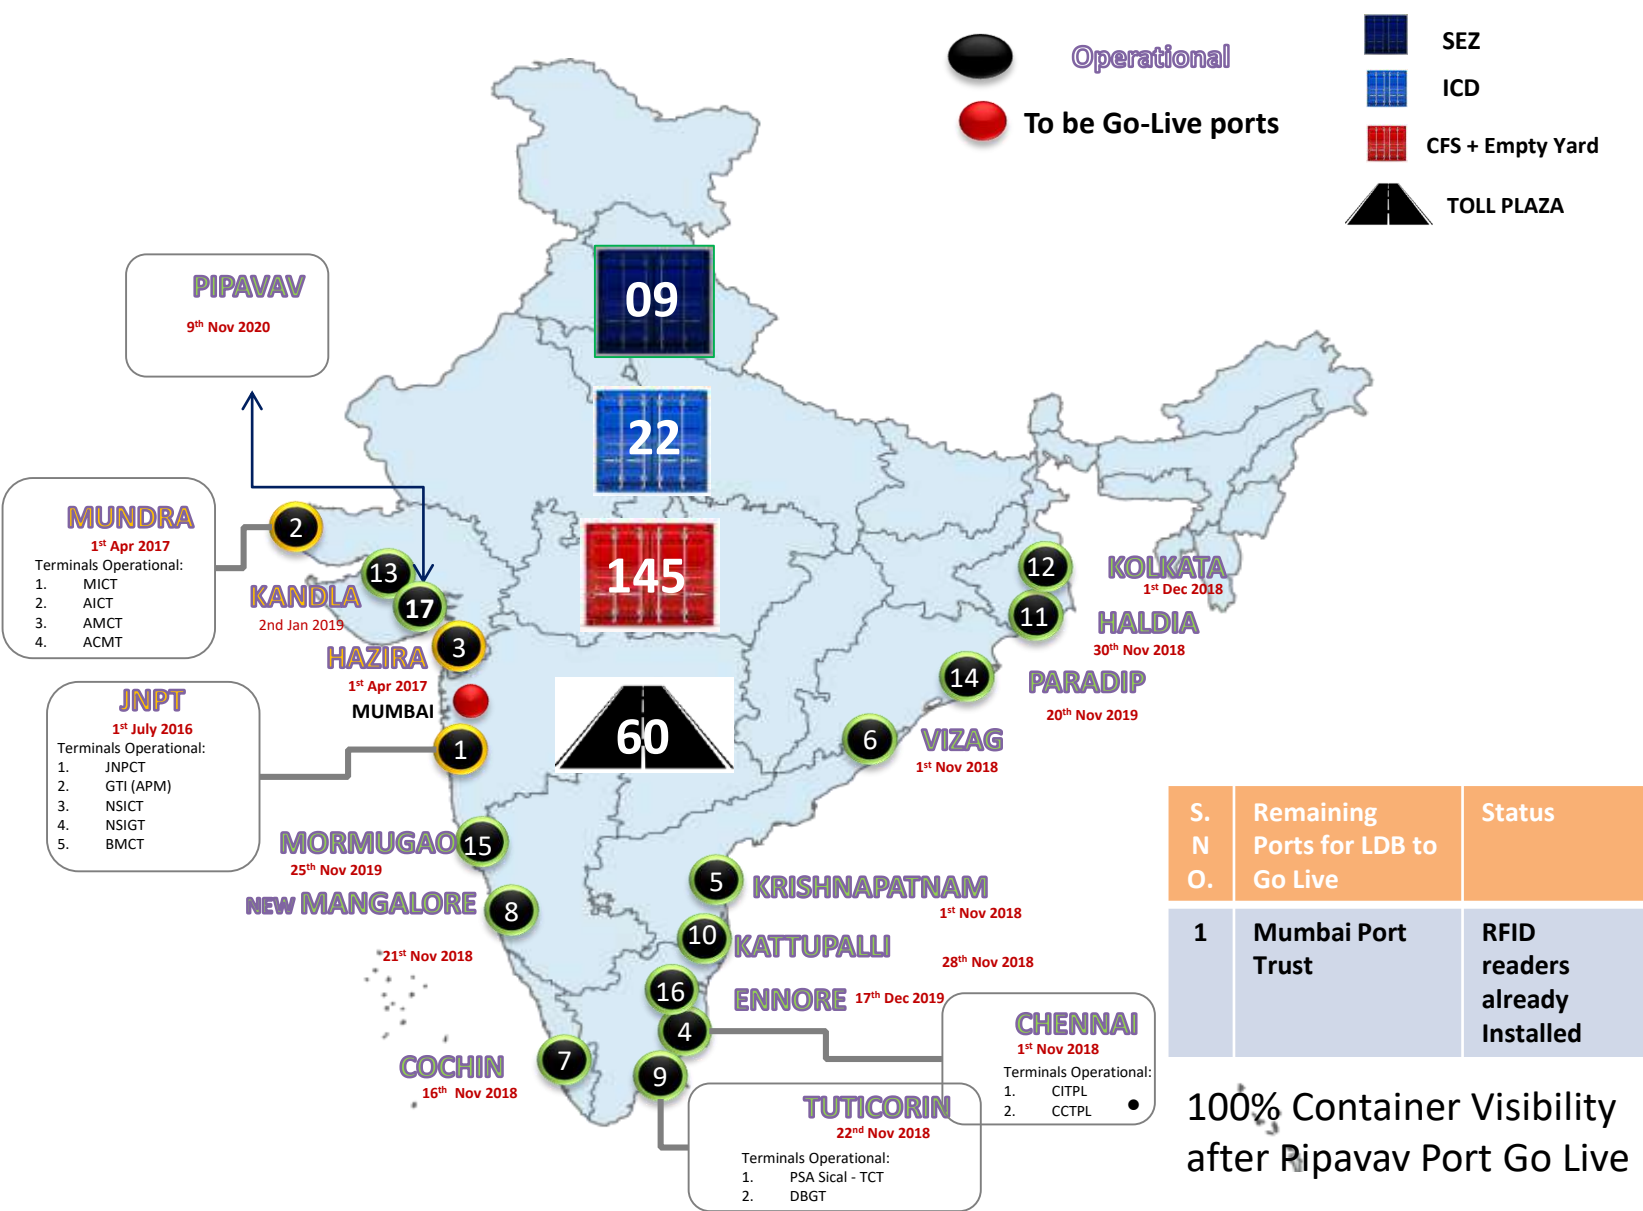 Operational
To be Go-Live ports
SEZ
ICD
CFS + Empty Yard
TOLL PLAZA
PIPAVAV
9th Nov 2020
09
22
145
60
MUNDRA
1st Apr 2017
Terminals Operational:
1. MICT
2. AICT
3. AMCT
4. ACMT
2
13
KANDLA
2nd Jan 2019
17
HAZIRA
1st Apr 2017
3
MUMBAI
JNPT
1st July 2016
Terminals Operational:
1. JNPCT
2. GTI (APM)
3. NSICT
4. NSIGT
5. BMCT
1
MORMUGAO
25th Nov 2019
15
NEW MANGALORE
21st Nov 2018
8
COCHIN
16th Nov 2018
7
12
KOLKATA
1st Dec 2018
11
HALDIA
30th Nov 2018
14
PARADIP
20th Nov 2019
6
VIZAG
1st Nov 2018
5
KRISHNAPATNAM
1st Nov 2018
10
KATTUPALLI
28th Nov 2018
16
ENNORE 17th Dec 2019
4
CHENNAI
1st Nov 2018
Terminals Operational:
1. CITPL
2. CCTPL
9
TUTICORIN
22nd Nov 2018
Terminals Operational:
1. PSA Sical - TCT
2. DBGT
S.
N
O.
Remaining
Ports for LDB to
Go Live
Status
1
Mumbai Port
Trust
RFID
readers
already
Installed
100% Container Visibility
after Pipavav Port Go Live